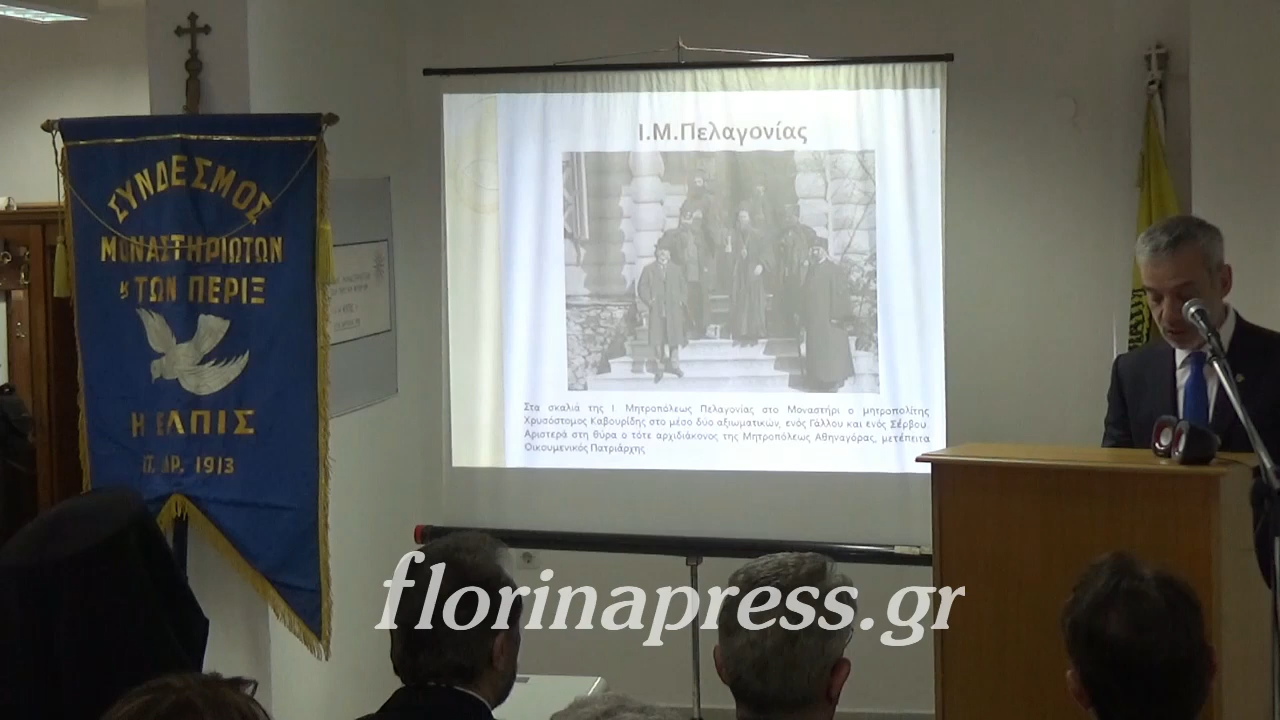 ΣΥΝΔΕΣΜΟΣ
ΜΟΝΑΣΤΗΡΙΩΤΩΝ
ΤΩΝ ΠΕΡΙΞ
Η ΕΛΠΙΣ
1913
Ι.Μ.Πελαγονίας
Στα σκαλιά της Ι Μητροπόλεως Πελαγονίας στο Μοναστήρι ο μητροπολίτης
Χρυσόστομος Καβουρίδης στο μέσο δύο αξιωματικών, ενός Γάλλου και ενός Σέρβου.
Αριστερά στη θύρα ο τότε αρχιδιάκονος της Μητροπόλεως Αθηναγόρας, μετέπειτα
Οικουμενικός Πατριάρχης
florinapress.gr